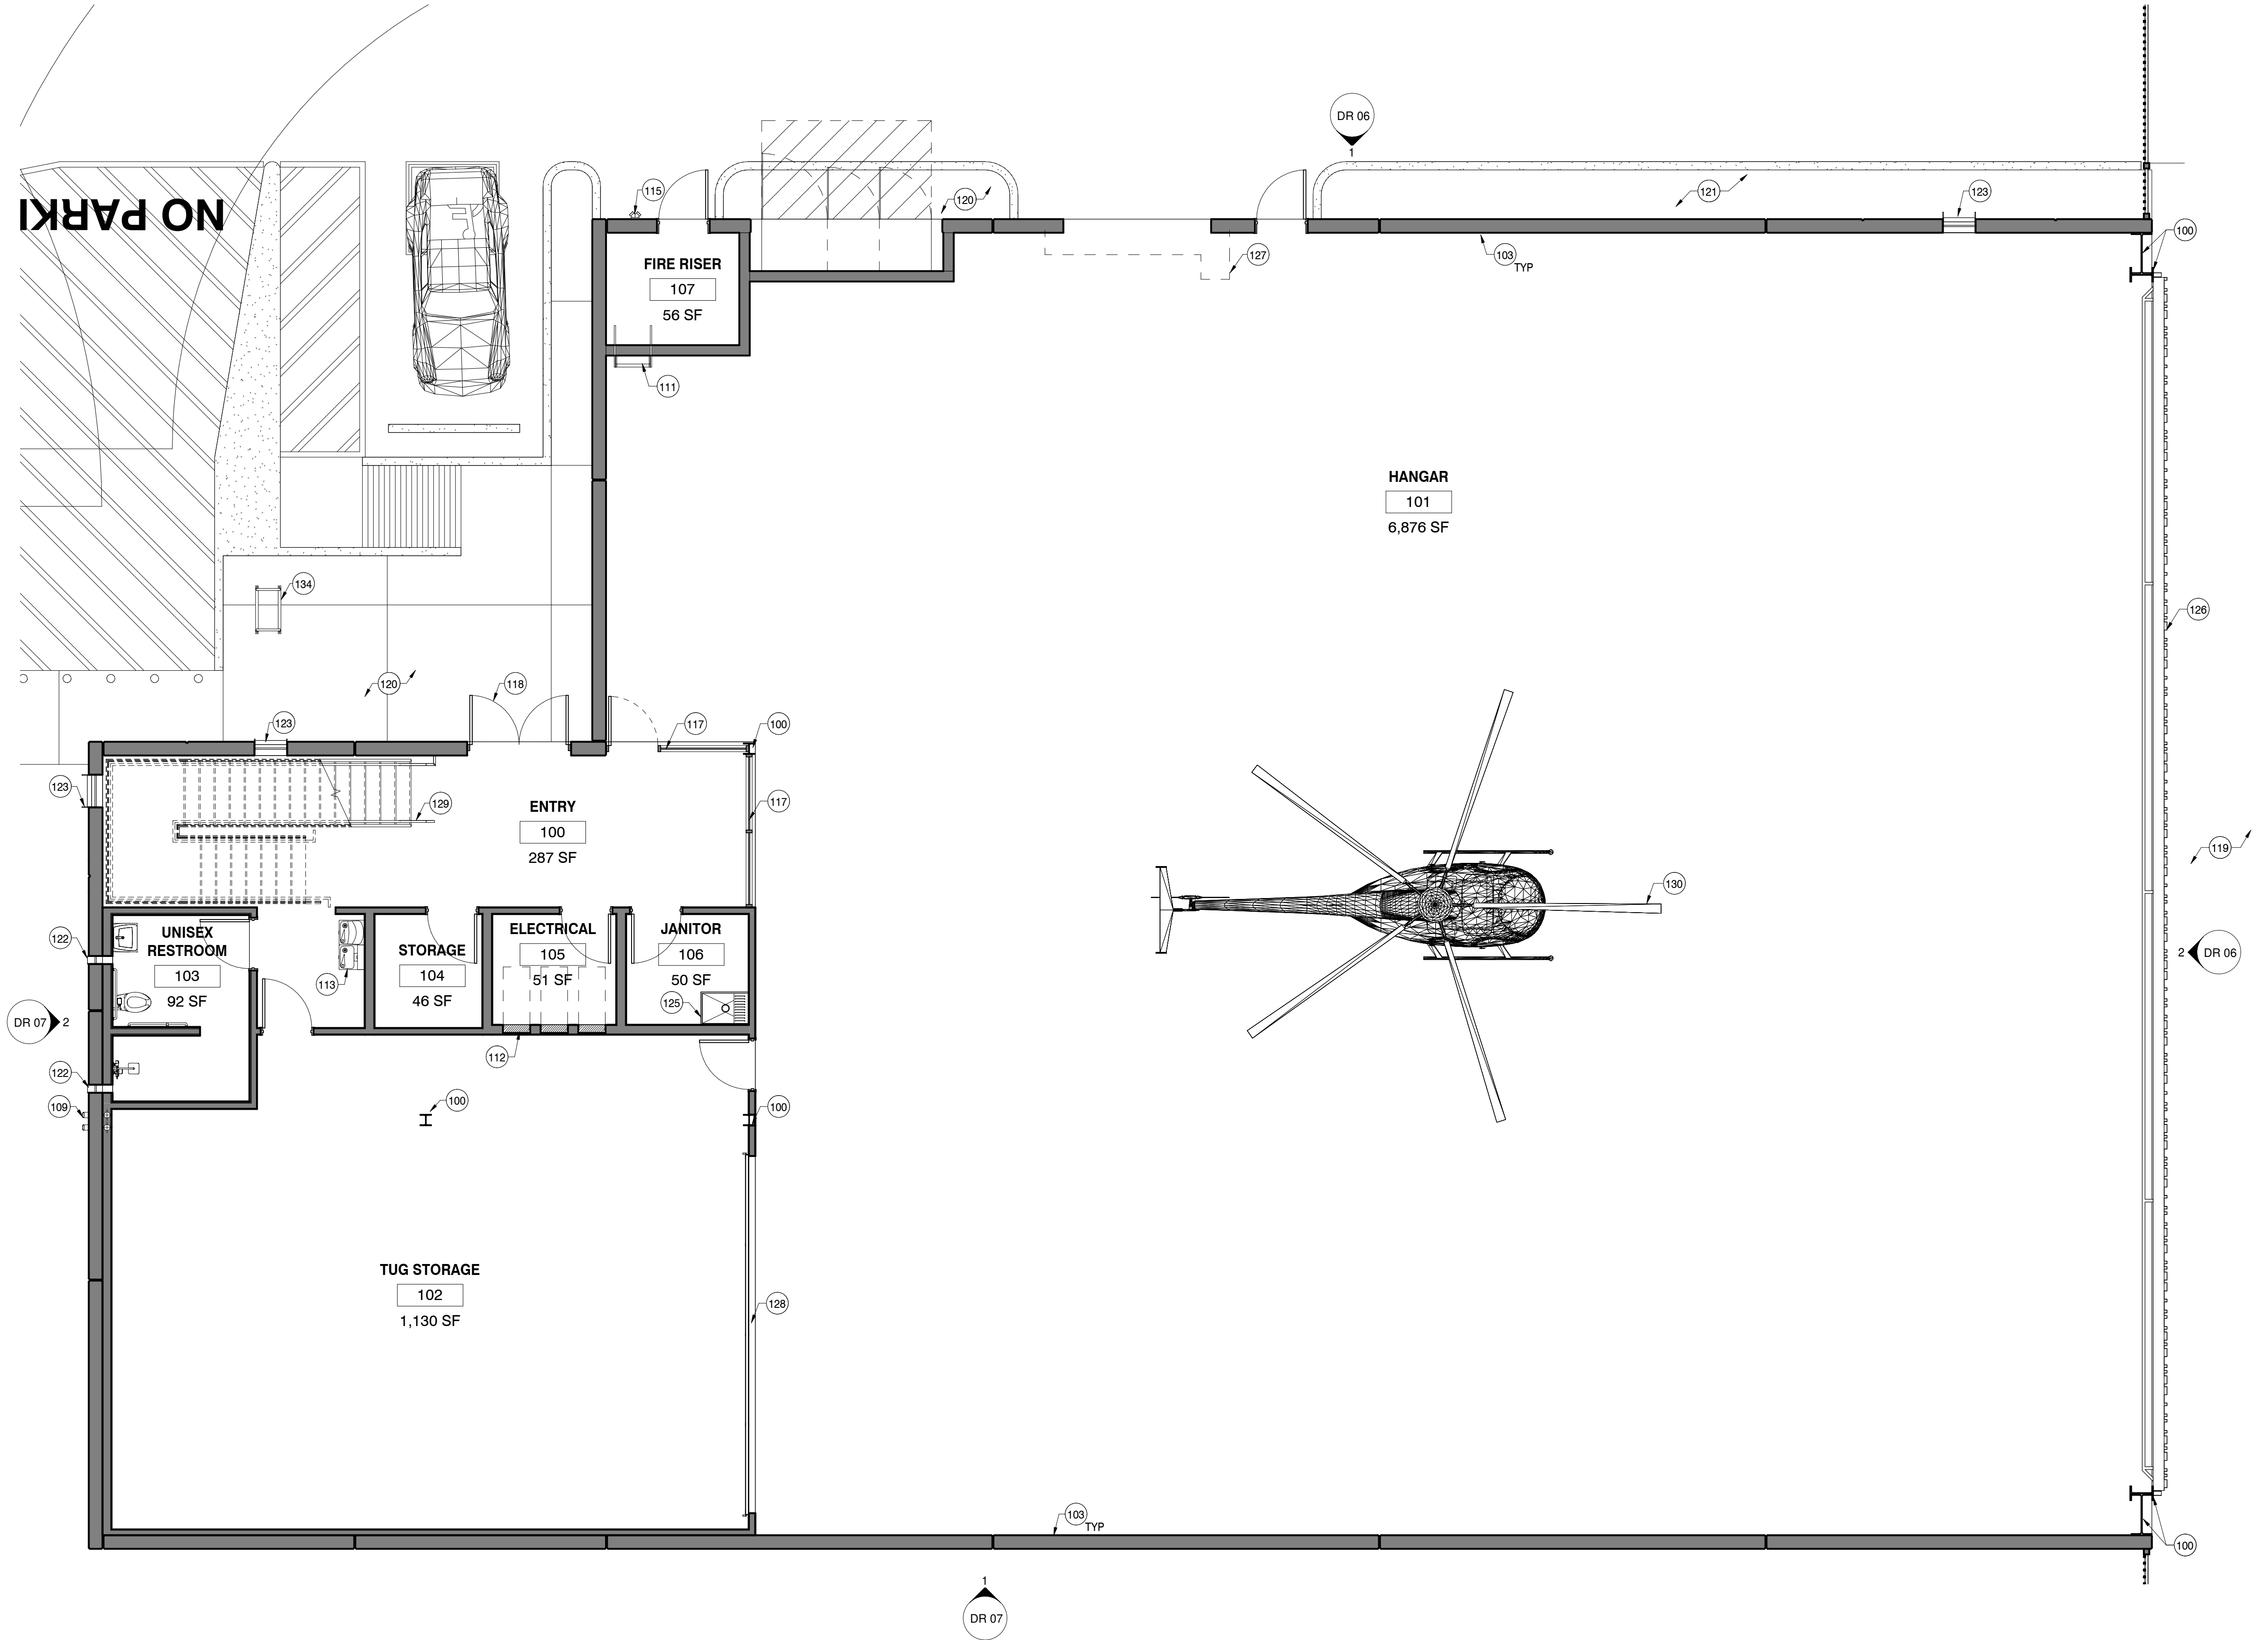 DR 06
1
NO PARKI
115
120
121
123
100
FIRE RISER
107
56 SF
127
103
TYP
111
HANGAR
101
6,876 SF
134
126
120
118
123
117
100
123
129
ENTRY
100
287 SF
117
119
130
122
UNISEX
RESTROOM
103
92 SF
113
STORAGE
104
46 SF
ELECTRICAL
105
51 SF
JANITOR
106
50 SF
125
2 DR 06
DR 07 2
112
122
109
100
100
TUG STORAGE
102
1,130 SF
128
103
TYP
100
1
DR 07